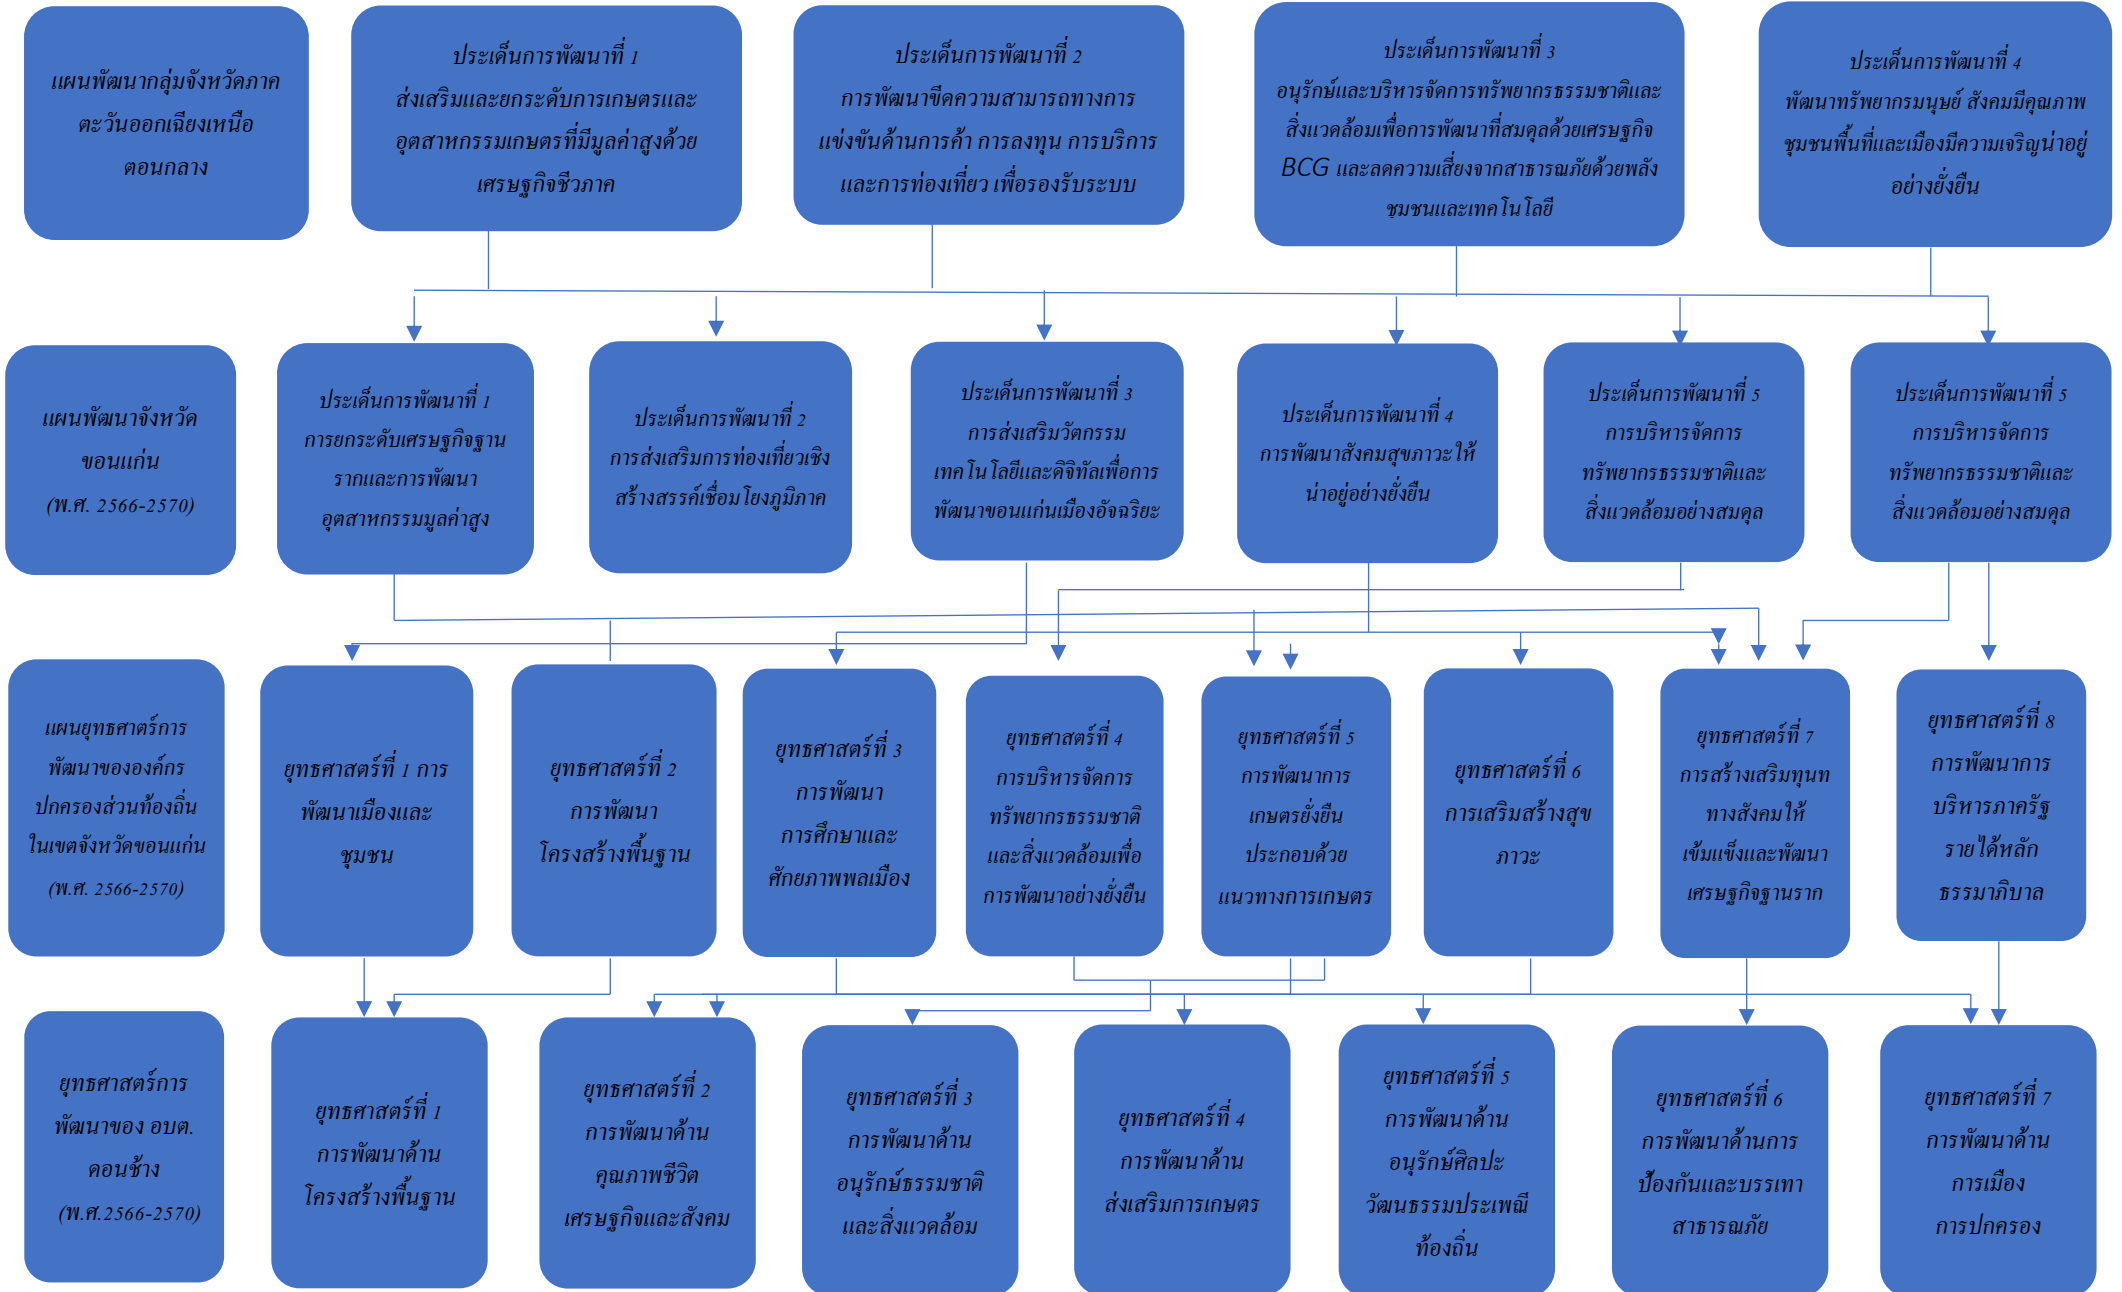 แผนพัฒนากลุ่มจังหวัดภาค
ตะวันออกเฉียงเหนือ
ตอนกลาง
ประเด็นการพัฒนาที่ 1
ส่งเสริมและยกระดับการเกษตรและ
อุตสาหกรรมเกษตรที่มีมูลค่าสูงด้วย
เศรษฐกิจชีวภาค
ประเด็นการพัฒนาที่ 2
การพัฒนาขีดความสามารถทางการ
แข่งขันด้านการค้า การลงทุน การบริการ
และการท่องเที่ยว เพื่อรองรับระบบ
ประเด็นการพัฒนาที่ 3
อนุรักษ์และบริหารจัดการทรัพยากรธรรมชาติและ
สิ่งแวดล้อมเพื่อการพัฒนาที่สมดุลด้วยเศรษฐกิจ
BCG และลดความเสี่ยงจากสาธารณภัยด้วยพลัง
ชุมชนและเทคโนโลยี
ประเด็นการพัฒนาที่ 4
พัฒนาทรัพยากรมนุษย์ สังคมมีคุณภาพ
ชุมชนพื้นที่และเมืองมีความเจริญน่าอยู่
อย่างยั่งยืน
แผนพัฒนาจังหวัด
ขอนแก่น
(พ.ศ. 2566-2570)
ประเด็นการพัฒนาที่ 1
การยกระดับเศรษฐกิจฐาน
รากและการพัฒนา
อุตสาหกรรมมูลค่าสูง
ประเด็นการพัฒนาที่ 2
การส่งเสริมการท่องเที่ยวเชิง
สร้างสรรค์เชื่อมโยงภูมิภาค
ประเด็นการพัฒนาที่ 3
การส่งเสริมวัตกรรม
เทคโนโลยีและดิจิทัลเพื่อการ
พัฒนาขอนแก่นเมืองอัจฉริยะ
ประเด็นการพัฒนาที่ 4
การพัฒนาสังคมสุขภาวะให้
น่าอยู่อย่างยั่งยืน
ประเด็นการพัฒนาที่ 5
การบริหารจัดการ
ทรัพยากรธรรมชาติและ
สิ่งแวดล้อมอย่างสมดุล
ประเด็นการพัฒนาที่ 5
การบริหารจัดการ
ทรัพยากรธรรมชาติและ
สิ่งแวดล้อมอย่างสมดุล
แผนยุทธศาตร์การ
พัฒนาขององค์กร
ปกครองส่วนท้องถิ่น
ในเขตจังหวัดขอนแก่น
(พ.ศ. 2566-2570)
ยุทธศาสตร์ที่ 1 การ
พัฒนาเมืองและ
ชุมชน
ยุทธศาสตร์ที่ 2
การพัฒนา
โครงสร้างพื้นฐาน
ยุทธศาสตร์ที่ 3
การพัฒนา
การศึกษาและ
ศักยภาพพลเมือง
ยุทธศาสตร์ที่ 4
การบริหารจัดการ
ทรัพยากรธรรมชาติ
และสิ่งแวดล้อมเพื่อ
การพัฒนาอย่างยั่งยืน
ยุทธศาสตร์ที่ 5
การพัฒนาการ
เกษตรยั่งยืน
ประกอบด้วย
แนวทางการเกษตร
ยุทธศาสตร์ที่ 6
การเสริมสร้างสุข
ภาวะ
ยุทธศาสตร์ที่ 7
การสร้างเสริมทุนท
ทางสังคมให้
เข้มแข็งและพัฒนา
เศรษฐกิจฐานราก
ยุทธศาสตร์ที่ 8
การพัฒนาการ
บริหารภาครัฐ
รายได้หลัก
ธรรมาภิบาล
ยุทธศาสตร์การ
พัฒนาของ อบต.
ดอนช้าง
(พ.ศ.2566-2570)
ยุทธศาสตร์ที่ 1
การพัฒนาด้าน
โครงสร้างพื้นฐาน
ยุทธศาสตร์ที่ 2
การพัฒนาด้าน
คุณภาพชีวิต
เศรษฐกิจและสังคม
ยุทธศาสตร์ที่ 3
การพัฒนาด้าน
อนุรักษ์ธรรมชาติ
และสิ่งแวดล้อม
ยุทธศาสตร์ที่ 4
การพัฒนาด้าน
ส่งเสริมการเกษตร
ยุทธศาสตร์ที่ 5
การพัฒนาด้าน
อนุรักษ์ศิลปะ
วัฒนธรรมประเพณี
ท้องถิ่น
ยุทธศาสตร์ที่ 6
การพัฒนาด้านการ
ป้องกันและบรรเทา
สาธารณภัย
ยุทธศาสตร์ที่ 7
การพัฒนาด้าน
การเมือง
การปกครอง